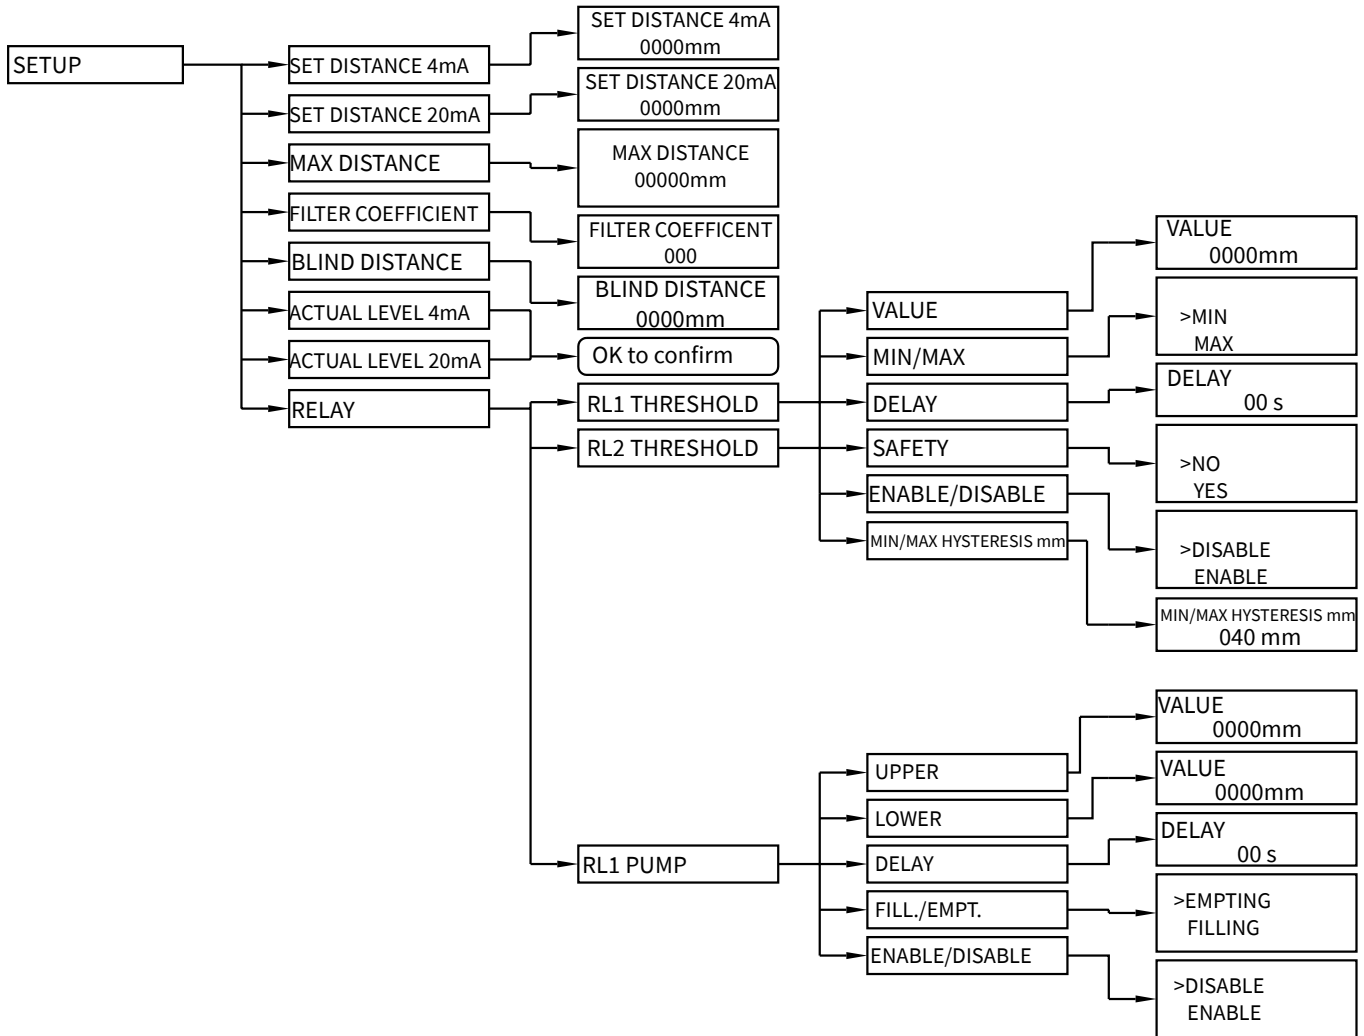 SETUP
SET DISTANCE 4mA
SET DISTANCE 20mA
MAX DISTANCE
FILTER COEFFICIENT
BLIND DISTANCE
ACTUAL LEVEL 4mA
ACTUAL LEVEL 20mA
RELAY
SET DISTANCE 4mA
0000mm
SET DISTANCE 20mA
0000mm
MAX DISTANCE
00000mm
FILTER COEFFICENT
000
BLIND DISTANCE
0000mm
OK to confirm
RL1 THRESHOLD
RL2 THRESHOLD
VALUE
MIN/MAX
DELAY
SAFETY
ENABLE/DISABLE
MIN/MAX HYSTERESIS mm
VALUE
0000mm
>MIN
MAX
DELAY
00 s
>NO
YES
>DISABLE
ENABLE
MIN/MAX HYSTERESIS mm
040 mm
RL1 PUMP
UPPER
LOWER
DELAY
FILL./EMPT.
ENABLE/DISABLE
VALUE
0000mm
VALUE
0000mm
DELAY
00 s
>EMPTING
FILLING
>DISABLE
ENABLE